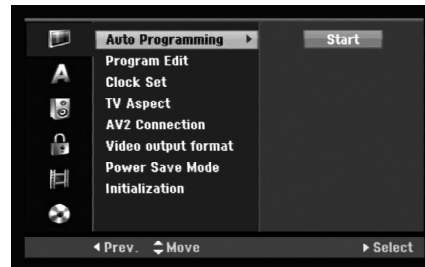 Auto Programming ► Start
Program Edit
A
Clock Set
TV Aspect
AV2 Connection
Video output format
Power Save Mode
Initialization
◄ Prev. ▲▼ Move ► Select